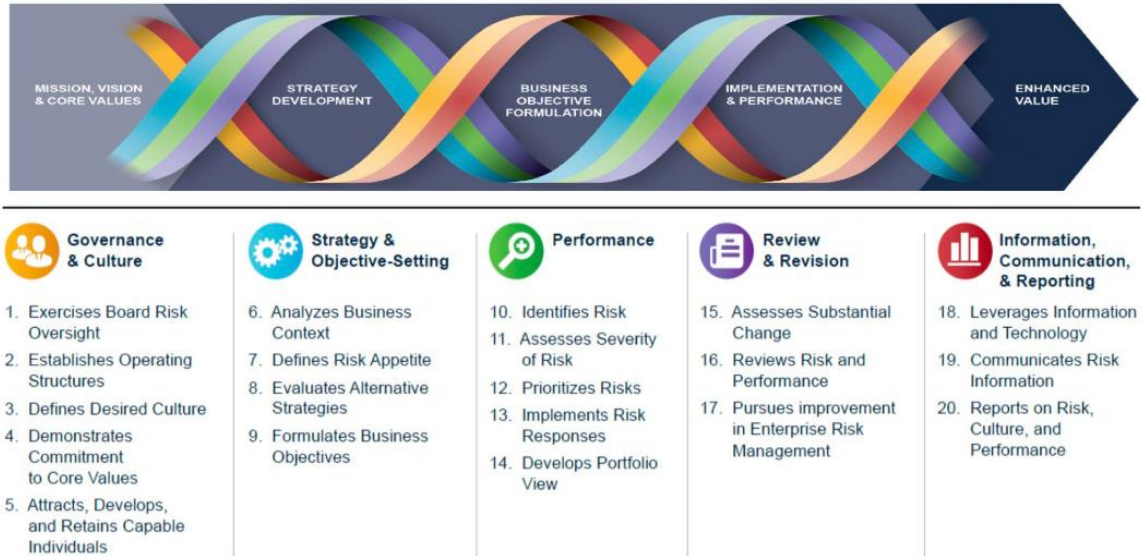 MISSION, VISION
& CORE VALUES
STRATEGY
DEVELOPMENT
BUSINESS
OBJECTIVE
FORMULATION
IMPLEMENTATION
& PERFORMANCE
ENHANCED
VALUE
Governance
& Culture
1. Exercises Board Risk
Oversight
2. Establishes Operating
Structures
3. Defines Desired Culture
4. Demonstrates
Commitment
to Core Values
5. Attracts, Develops,
and Retains Capable
Individuals
Strategy &
Objective-Setting
6. Analyzes Business
Context
7. Defines Risk Appetite
8. Evaluates Alternative
Strategies
9. Formulates Business
Objectives
Performance
10. Identifies Risk
11. Assesses Severity
of Risk
12. Prioritizes Risks
13. Implements Risk
Responses
14. Develops Portfolio
View
Review
& Revision
15. Assesses Substantial
Change
16. Reviews Risk and
Performance
17. Pursues improvement
in Enterprise Risk
Management
Information,
Communication,
& Reporting
18. Leverages Information
and Technology
19. Communicates Risk
Information
20. Reports on Risk,
Culture, and
Performance